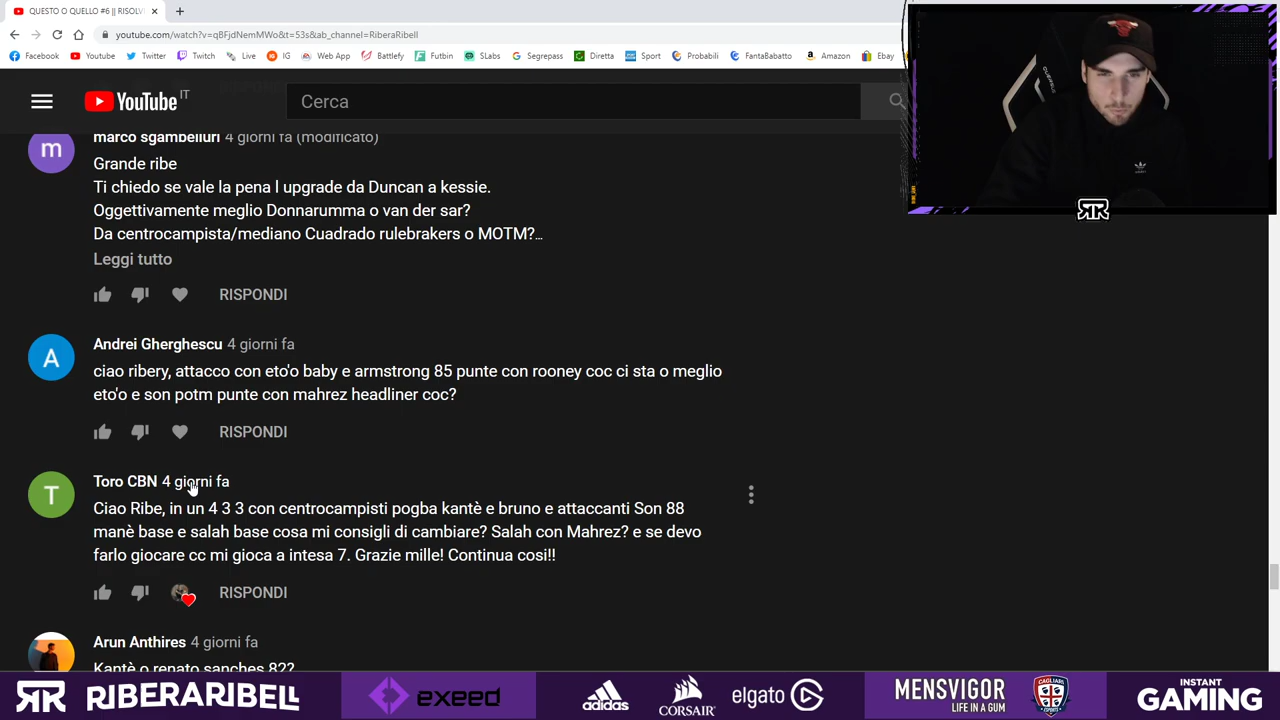 QUESTO O QUELLO #6 || RISOLV
youtube.com/watch?v=qBFjdNemMWo&t=53s&ab_channel=RiberaRibell
Facebook Youtube Twitter Twitch Live IG Web App Battlefy Futbin SLabs Segrepass Diretta Sport Probabili FantaBabatto Amazon Ebay
YouTube IT
Cerca
marco sgambelluri 4 giorni fa (modificato)
m
Grande ribe
Ti chiedo se vale la pena l upgrade da Duncan a kessie.
Oggettivamente meglio Donnarumma o van der sar?
Da centrocampista/mediano Cuadrado rulebrakers o MOTM?...
Leggi tutto
RISPONDI
Andrei Gherghescu 4 giorni fa
A
ciao ribery, attacco con eto'o baby e armstrong 85 punte con rooney coc ci sta o meglio
eto'o e son potm punte con mahrez headliner coc?
RISPONDI
Toro CBN 4 giorni fa
T
Ciao Ribe, in un 4 3 3 con centrocampisti pogba kantè e bruno e attaccanti Son 88
manè base e salah base cosa mi consigli di cambiare? Salah con Mahrez? e se devo
farlo giocare cc mi gioca a intesa 7. Grazie mille! Continua cosi!!
RISPONDI
Arun Anthires 4 giorni fa
Kantè o renato sanches 82?
RIBERARIBELL exeed adidas CORSAIR elgato MENSVIGOR LIFE IN A GUM CAGLIARI INSTANT GAMING